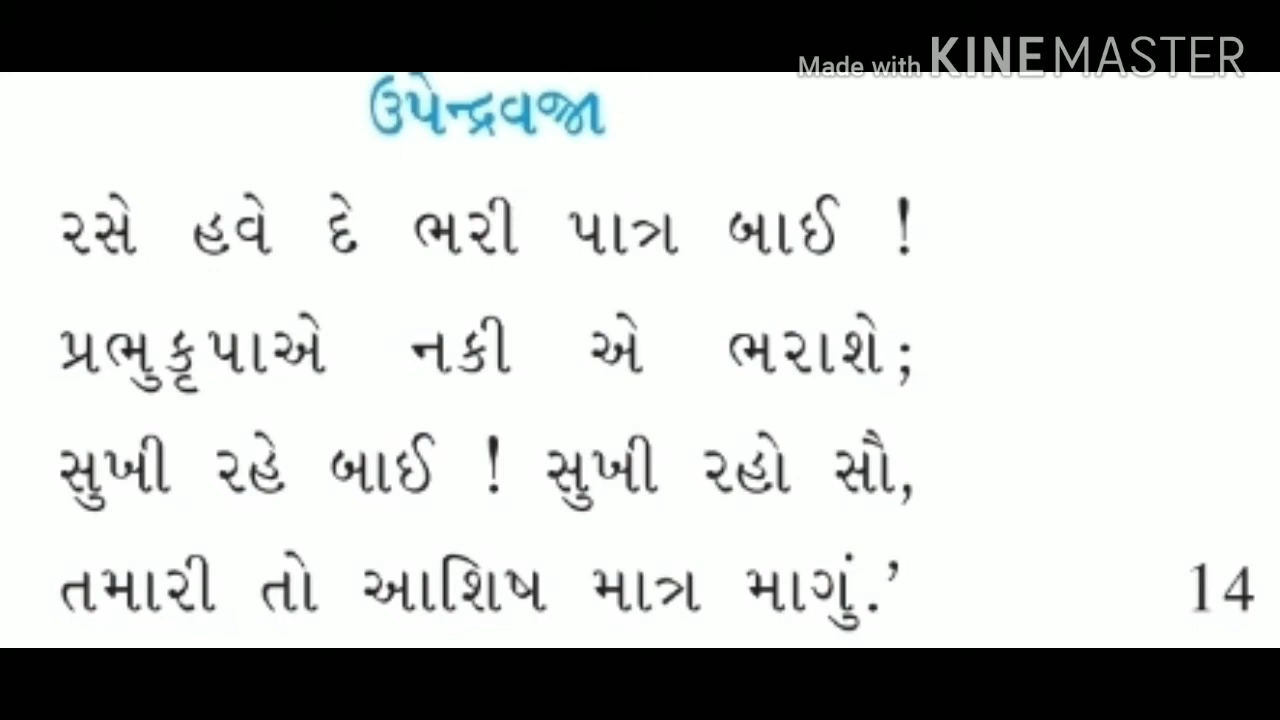 Made with KINEMASTER
ઉપેન્દ્રવજા
રસે હવે દે ભરી પાત્ર બાઈ !
પ્રભુકૃપાએ નકી એ ભરાશે;
સુખી રહે બાઈ ! સુખી રહો સૌ,
તમારી તો આશિષ માત્ર માગું.’ 14